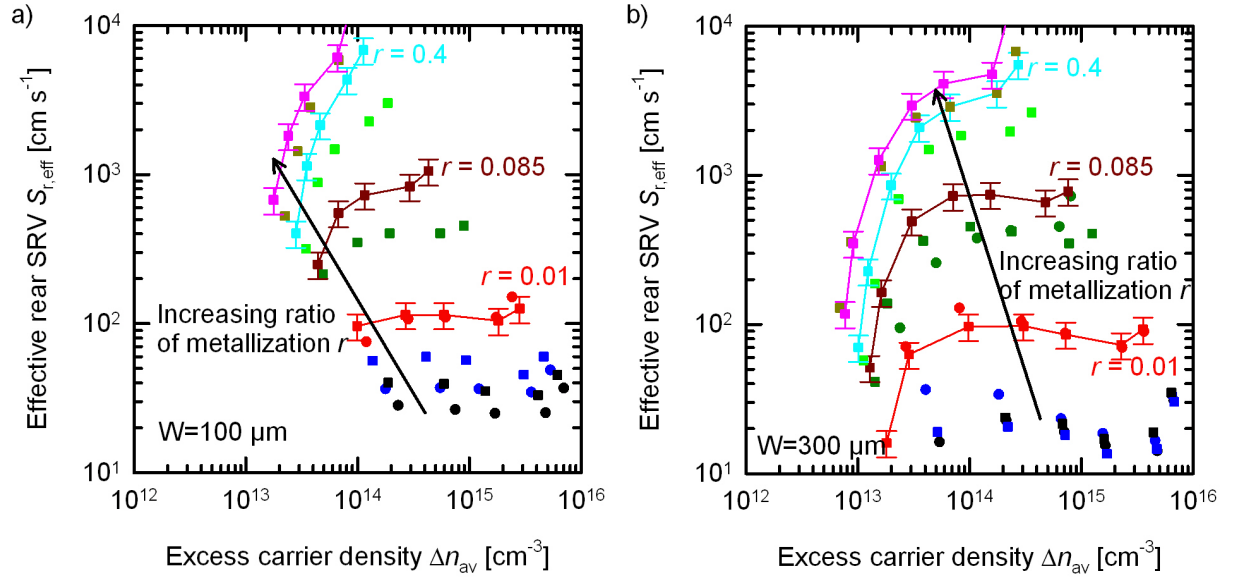 a)
Effective rear SRV S_r,eff [cm s^-1]
10^4
10^3
10^2
10^1
r = 0.4
r = 0.085
r = 0.01
Increasing ratio
of metallization r
W=100 µm
10^12 10^13 10^14 10^15 10^16
Excess carrier density Δn_av [cm^-3]
b)
Effective rear SRV S_r,eff [cm s^-1]
10^4
10^3
10^2
10^1
r = 0.4
r = 0.085
Increasing ratio
of metallization r
r = 0.01
W=300 µm
10^12 10^13 10^14 10^15 10^16
Excess carrier density Δn_av [cm^-3]